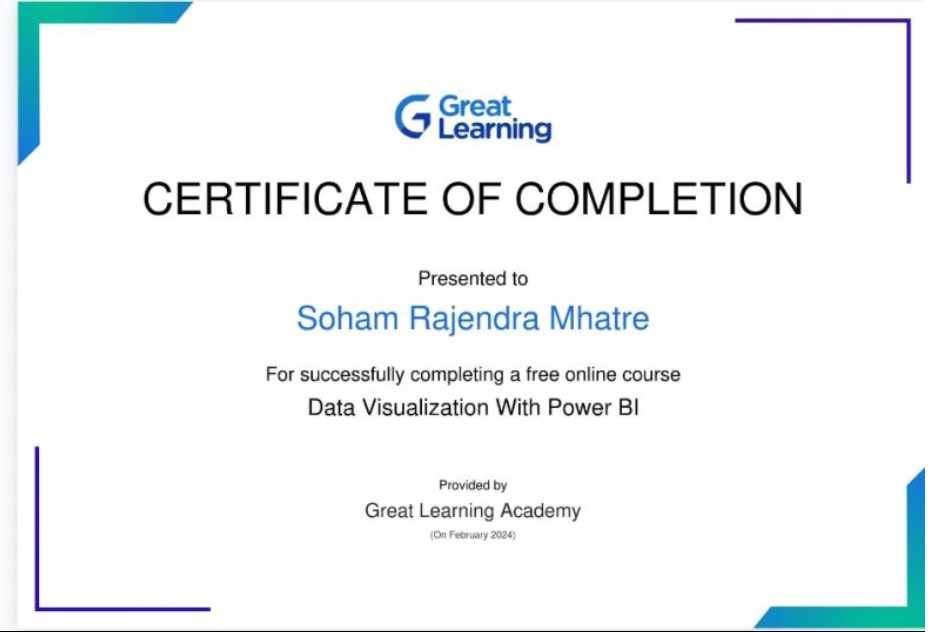 Great
Learning
CERTIFICATE OF COMPLETION
Presented to
Soham Rajendra Mhatre
For successfully completing a free online course
Data Visualization With Power BI
Provided by
Great Learning Academy
(On February 2024)